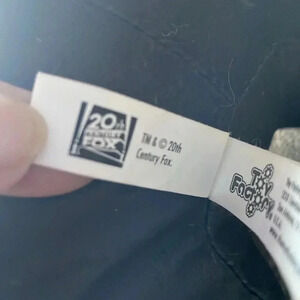 20th
CENTURY
FOX
TM & © 20th
Century Fox.
Toy
Factory